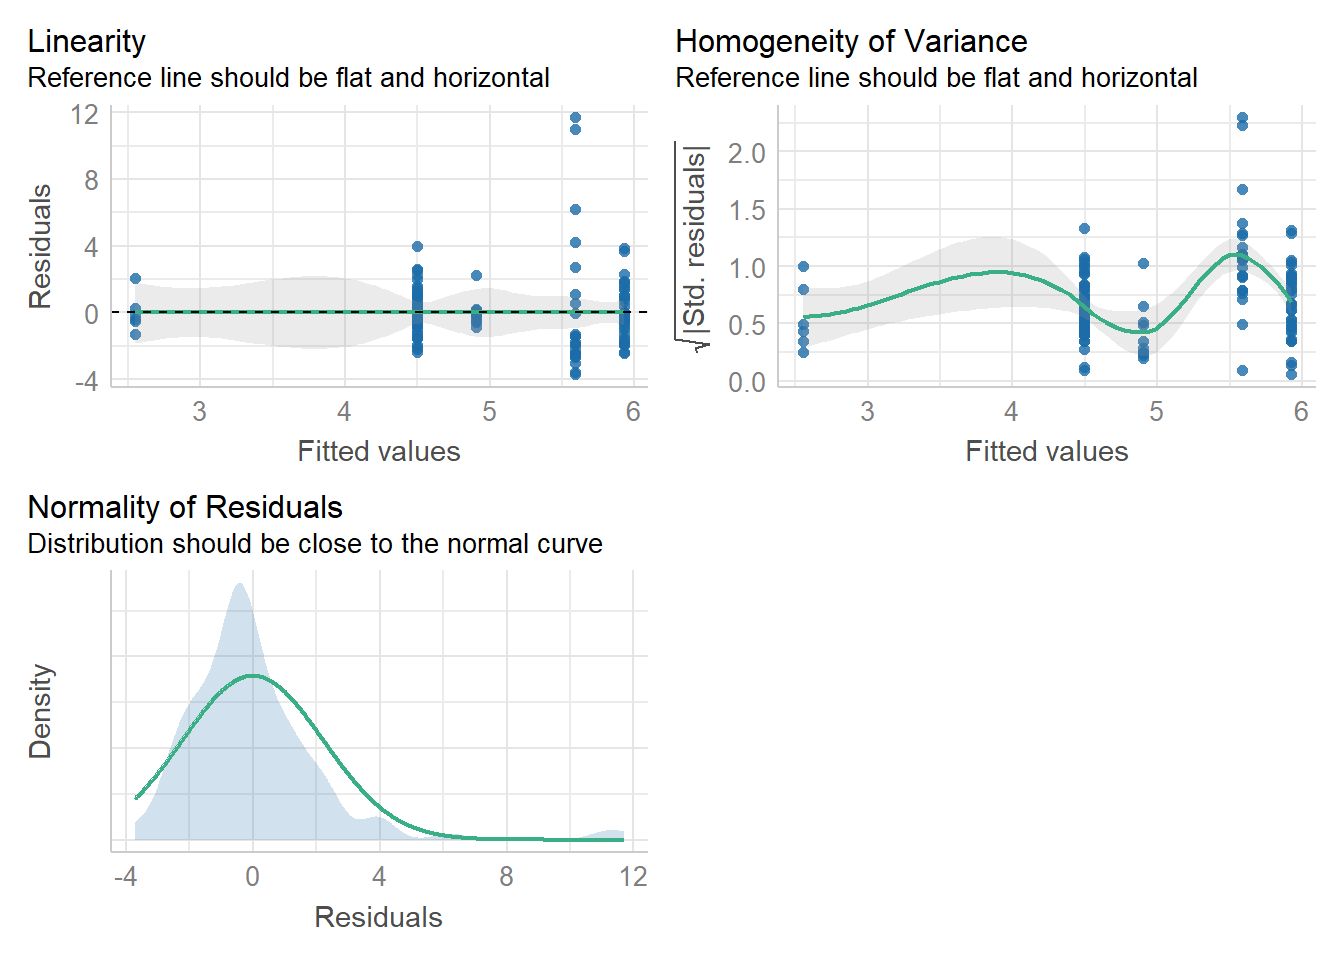 Linearity
Reference line should be flat and horizontal
12
8
4
0
-4
Residuals
3
4
5
6
Fitted values
Homogeneity of Variance
Reference line should be flat and horizontal
2.0
1.5
1.0
0.5
0.0
√|Std. residuals|
3
4
5
6
Fitted values
Normality of Residuals
Distribution should be close to the normal curve
Density
-4
0
4
8
12
Residuals